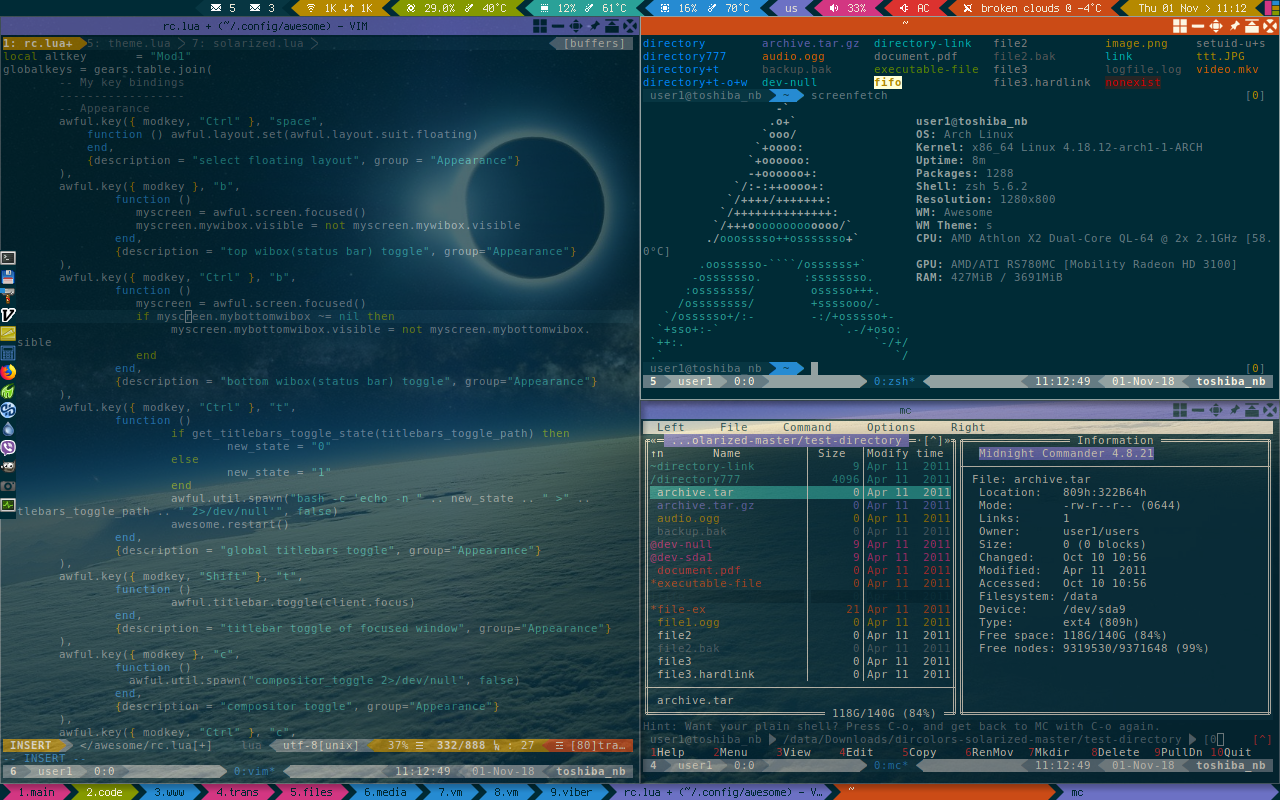 5 3 1K 1K 29.0% 40°C 12% 61°C 16% 70°C us 33% AC broken clouds @ -4°C Thu 01 Nov > 11:12
rc.lua + (~/.config/awesome) - VIM
1: rc.lua+ 5: theme.lua 7: solarized.lua [buffers]
local altkey = "Mod1"
globalkeys = gears.table.join(
-- My key bindings
------------------
-- Appearance
awful.key({ modkey, "Ctrl" }, "space",
function () awful.layout.set(awful.layout.suit.floating)
end,
{description = "select floating layout", group = "Appearance"}
),
awful.key({ modkey }, "b",
function ()
myscreen = awful.screen.focused()
myscreen.mywibox.visible = not myscreen.mywibox.visible
end,
{description = "top wibox(status bar) toggle", group="Appearance"}
),
awful.key({ modkey, "Ctrl" }, "b",
function ()
myscreen = awful.screen.focused()
if myscreen.mybottomwibox ~= nil then
myscreen.mybottomwibox.visible = not myscreen.mybottomwibox.
sible
end
end,
{description = "bottom wibox(status bar) toggle", group="Appearance"}
),
awful.key({ modkey, "Ctrl" }, "t",
function ()
if get_titlebars_toggle_state(titlebars_toggle_path) then
new_state = "0"
else
new_state = "1"
end
awful.util.spawn("bash -c 'echo -n " .. new_state .. " >" ..
tlebars_toggle_path .. " 2>/dev/null'", false)
awesome.restart()
end,
{description = "global titlebars toggle", group="Appearance"}
),
awful.key({ modkey, "Shift" }, "t",
function ()
awful.titlebar.toggle(client.focus)
end,
{description = "titlebar toggle of focused window", group="Appearance"}
),
awful.key({ modkey }, "c",
function ()
awful.util.spawn("compositor_toggle 2>/dev/null", false)
end,
{description = "compositor toggle", group="Appearance"}
),
awful.key({ modkey, "Ctrl" }, "c",
INSERT </awesome/rc.lua[+] lua utf-8[unix] 37% ☰ 332/888 : 27 ☲ [80]tra…
-- INSERT --
6 user1 0:0 0:vim* 11:12:49 01-Nov-18 toshiba_nb
~
directory archive.tar.gz directory-link file2 image.png setuid-u+s
directory777 audio.ogg document.pdf file2.bak link ttt.JPG
directory+t backup.bak executable-file file3 logfile.log video.mkv
directory+t-o+w dev-null fifo file3.hardlink nonexist
user1@toshiba_nb ~ screenfetch [0]
-`
.o+` user1@toshiba_nb
`ooo/ OS: Arch Linux
`+oooo: Kernel: x86_64 Linux 4.18.12-arch1-1-ARCH
`+oooooo: Uptime: 8m
-+oooooo+: Packages: 1288
`/:-:++oooo+: Shell: zsh 5.6.2
`/++++/+++++++: Resolution: 1280x800
`/++++++++++++++: WM: Awesome
`/+++ooooooooooooo/` WM Theme: s
./ooosssso++osssssso+` CPU: AMD Athlon X2 Dual-Core QL-64 @ 2x 2.1GHz [58.
0°C]
.oossssso-````/ossssss+` GPU: AMD/ATI RS780MC [Mobility Radeon HD 3100]
-osssssso. :ssssssso. RAM: 427MiB / 3691MiB
:osssssss/ osssso+++.
/ossssssss/ +ssssooo/-
`/ossssso+/:- -:/+osssso+-
`+sso+:-` `.-/+oso:
`++:. `-/+/
.` `/
user1@toshiba_nb ~ [0]
5 user1 0:0 0:zsh* 11:12:49 01-Nov-18 toshiba_nb
mc
Left File Command Options Right
...olarized-master/test-directory [^]
↑n Name Size Modify time
~directory-link 9 Apr 11 2011
/directory777 4096 Apr 11 2011
archive.tar 0 Apr 11 2011
archive.tar.gz 0 Apr 11 2011
audio.ogg 0 Apr 11 2011
backup.bak 0 Apr 11 2011
@dev-null 9 Apr 11 2011
@dev-sda1 9 Apr 11 2011
document.pdf 0 Apr 11 2011
*executable-file 0 Apr 11 2011
*file-ex 21 Apr 11 2011
file1.ogg 0 Apr 11 2011
file2 0 Apr 11 2011
file2.bak 0 Apr 11 2011
file3 0 Apr 11 2011
file3.hardlink 0 Apr 11 2011
archive.tar
118G/140G (84%)
Information
Midnight Commander 4.8.21
File: archive.tar
Location: 809h:322B64h
Mode: -rw-r--r-- (0644)
Links: 1
Owner: user1/users
Size: 0 (0 blocks)
Changed: Oct 10 10:56
Modified: Apr 11 2011
Accessed: Oct 10 10:56
Filesystem: /data
Device: /dev/sda9
Type: ext4 (809h)
Free space: 118G/140G (84%)
Free nodes: 9319530/9371648 (99%)
Hint: Want your plain shell? Press C-o, and get back to MC with C-o again.
user1@toshiba_nb /data/Downloads/dircolors-solarized-master/test-directory [0 [^]
1Help 2Menu 3View 4Edit 5Copy 6RenMov 7Mkdir 8Delete 9PullDn 10Quit
4 user1 0:0 0:mc* 11:12:49 01-Nov-18 toshiba_nb
1.main 2.code 3.www 4.trans 5.files 6.media 7.vm 8.vm 9.viber rc.lua + (~/.config/awesome) - V… ~ mc